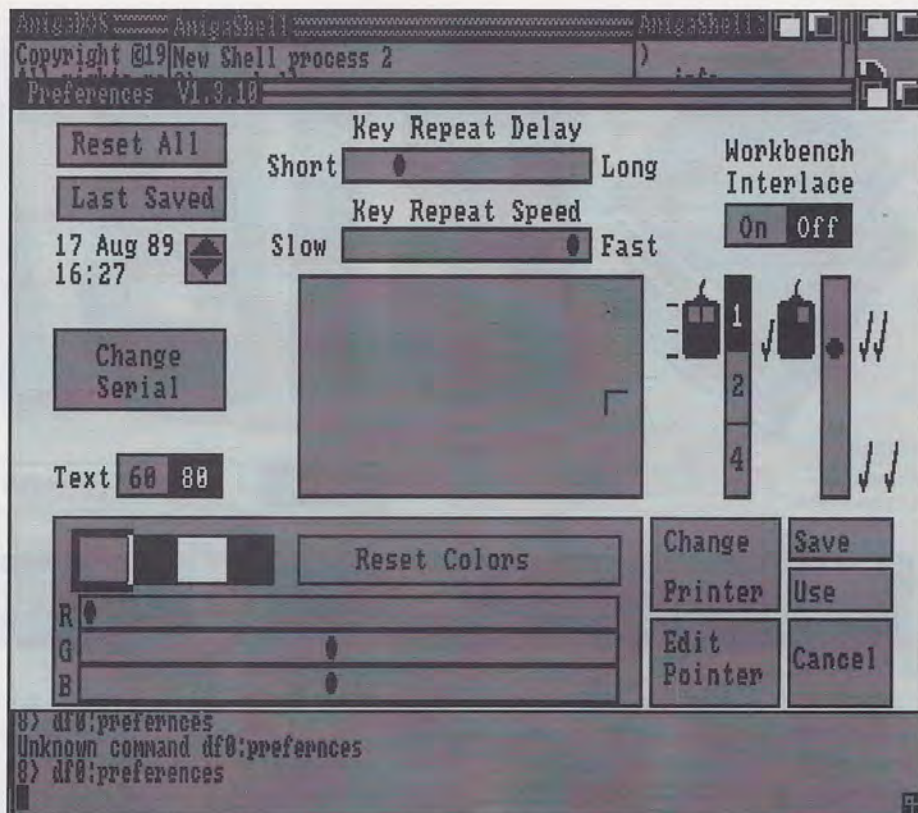 AmigaDOS AmigaShell AmigaShell
Copyright ©19 New Shell process 2 )
Preferences V1.3.10
Reset All
Last Saved
17 Aug 89
16:27
Change
Serial
Text 60 80
Key Repeat Delay
Short Long
Key Repeat Speed
Slow Fast
Workbench
Interlace
On Off
1
2
4
Reset Colors
R
G
B
Change
Printer
Edit
Pointer
Save
Use
Cancel
8> df0:prefernces
Unknown command df0:prefernces
8> df0:preferences